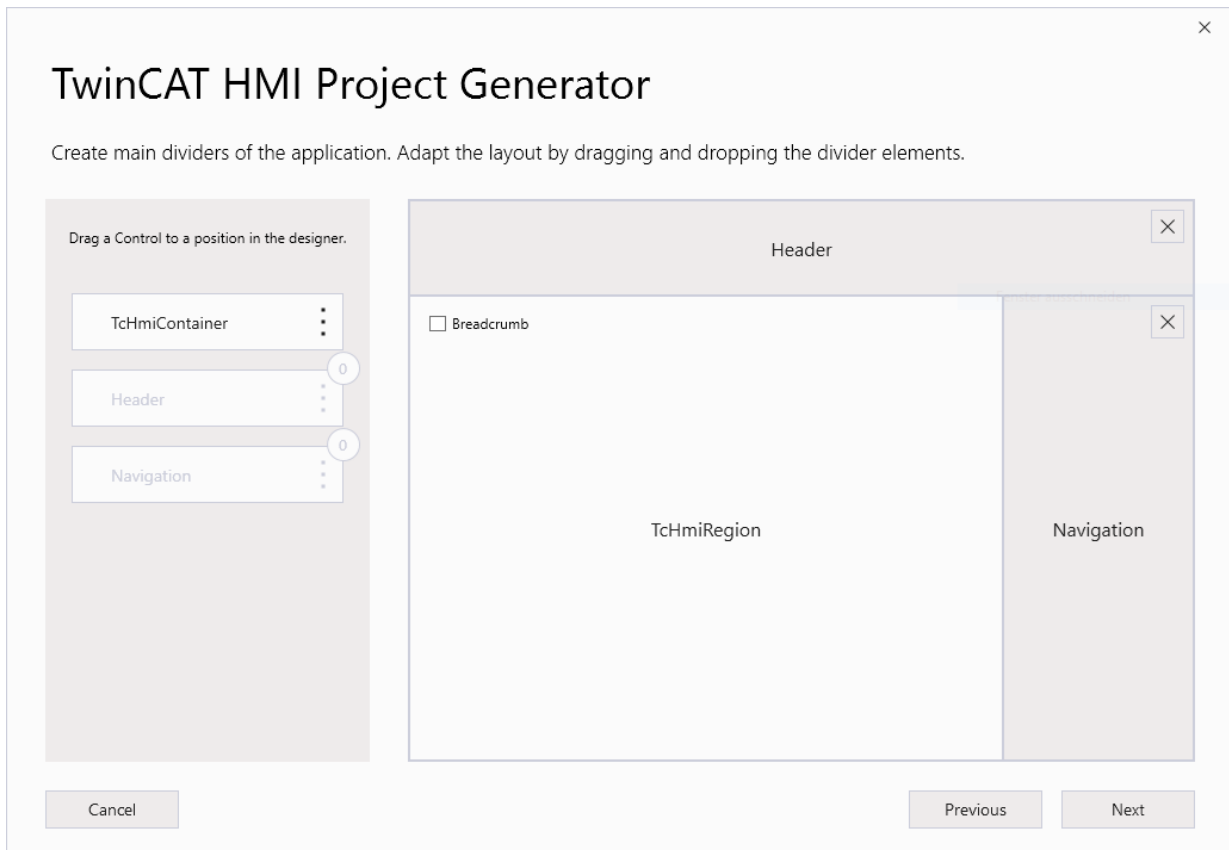 TwinCAT HMI Project Generator
Create main dividers of the application. Adapt the layout by dragging and dropping the divider elements.
Drag a Control to a position in the designer.
TcHmiContainer
0
Header
0
Navigation
Header
Breadcrumb
TcHmiRegion
Navigation
Cancel
Previous
Next